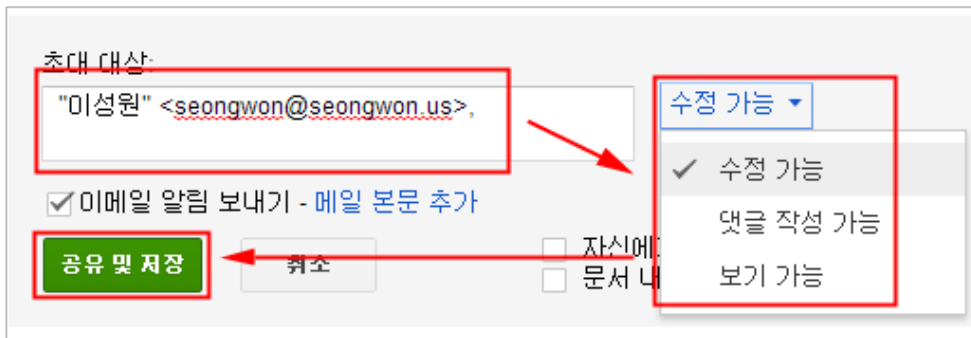 초대 대상:
"이성원" <seongwon@seongwon.us>,
수정 가능
수정 가능
댓글 작성 가능
보기 가능
이메일 알림 보내기 - 메일 본문 추가
공유 및 저장
취소
문서